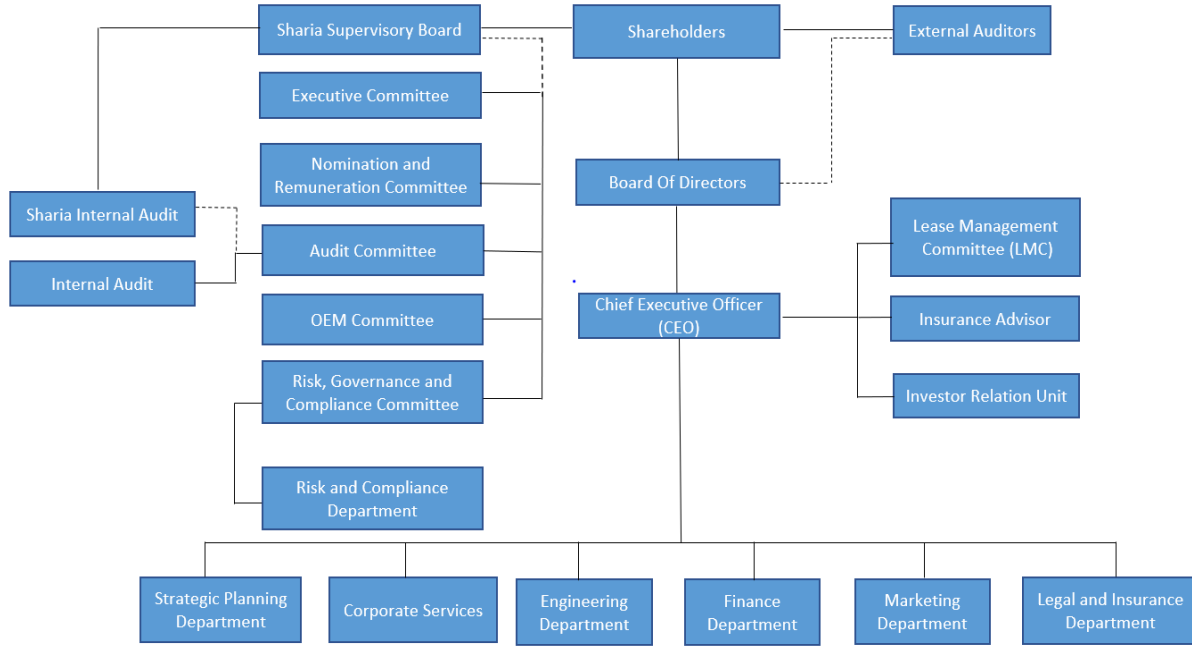 Sharia Supervisory Board
Shareholders
External Auditors
Executive Committee
Nomination and
Remuneration Committee
Board Of Directors
Sharia Internal Audit
Audit Committee
Lease Management
Committee (LMC)
Internal Audit
OEM Committee
Chief Executive Officer
(CEO)
Insurance Advisor
Risk, Governance and
Compliance Committee
Investor Relation Unit
Risk and Compliance
Department
Strategic Planning
Department
Corporate Services
Engineering
Department
Finance
Department
Marketing
Department
Legal and Insurance
Department